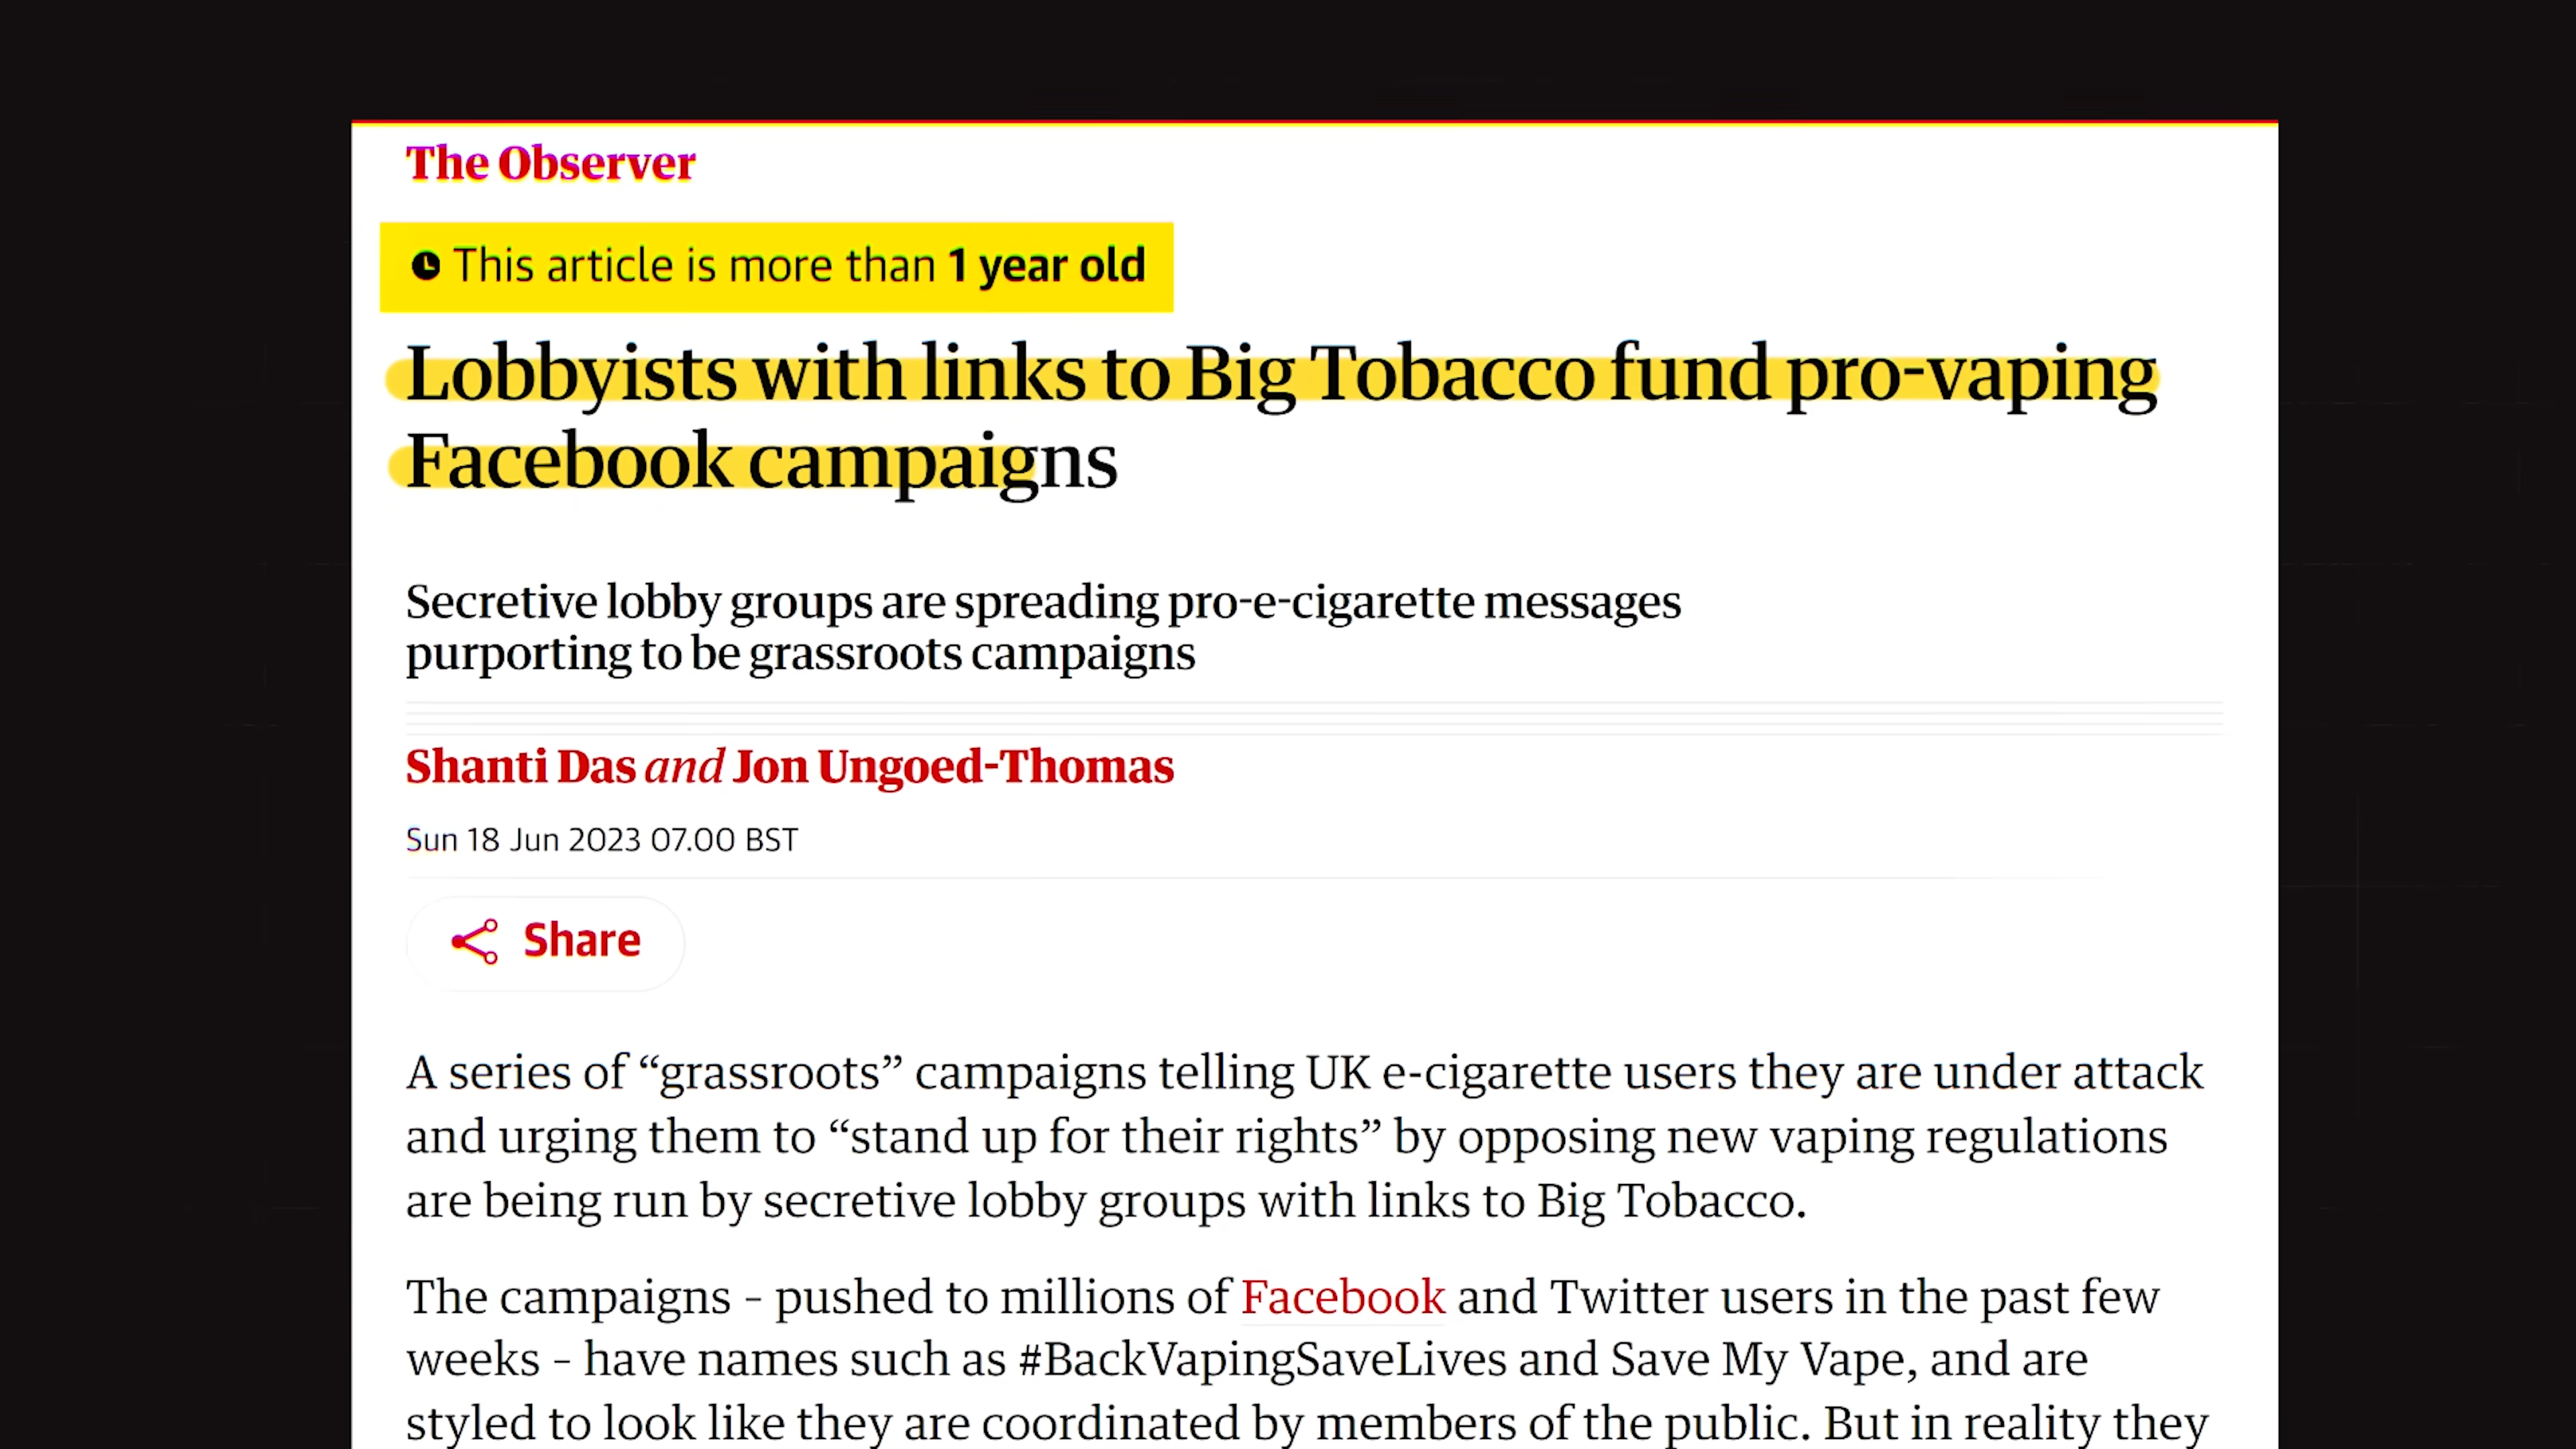 The Observer
This article is more than 1 year old
Lobbyists with links to Big Tobacco fund pro-vaping
Facebook campaigns
Secretive lobby groups are spreading pro-e-cigarette messages
purporting to be grassroots campaigns
Shanti Das and Jon Ungoed-Thomas
Sun 18 Jun 2023 07.00 BST
Share
A series of “grassroots” campaigns telling UK e-cigarette users they are under attack
and urging them to “stand up for their rights” by opposing new vaping regulations
are being run by secretive lobby groups with links to Big Tobacco.
The campaigns – pushed to millions of Facebook and Twitter users in the past few
weeks – have names such as #BackVapingSaveLives and Save My Vape, and are
styled to look like they are coordinated by members of the public. But in reality they